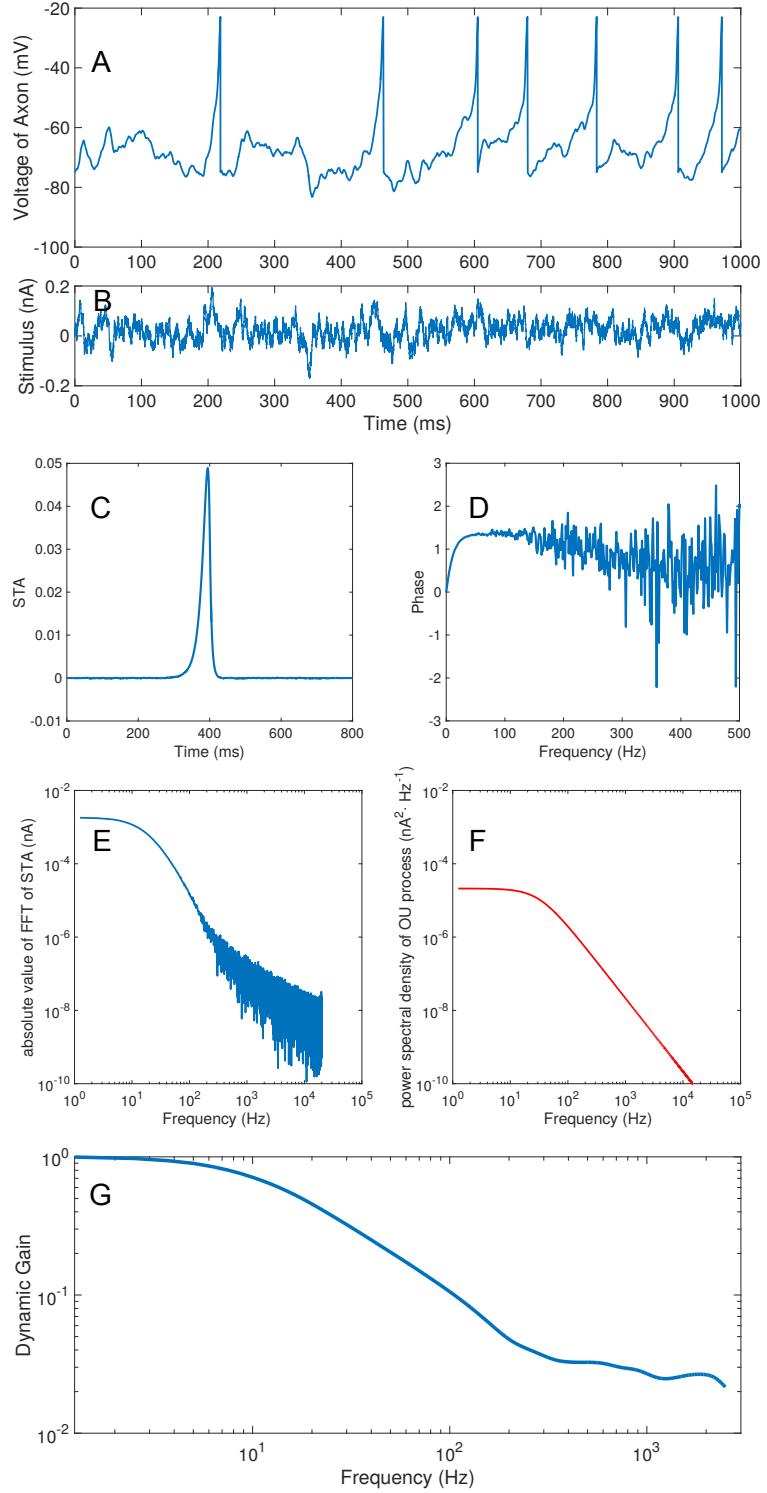 -20
-40
-60
-80
-100
Voltage of Axon (mV)
A
0 100 200 300 400 500 600 700 800 900 1000
0.2
0
-0.2
Stimulus (nA)
B
0 100 200 300 400 500 600 700 800 900 1000
Time (ms)
0.05
0.04
0.03
0.02
0.01
0
-0.01
STA
C
0 200 400 600 800
Time (ms)
3
2
1
0
-1
-2
-3
Phase
D
0 100 200 300 400 500
Frequency (Hz)
10⁻²
10⁻⁴
10⁻⁶
10⁻⁸
10⁻¹⁰
absolute value of FFT of STA (nA)
E
10⁰ 10¹ 10² 10³ 10⁴ 10⁵
Frequency (Hz)
10⁻²
10⁻⁴
10⁻⁶
10⁻⁸
10⁻¹⁰
power spectral density of OU process (nA²· Hz⁻¹)
F
10⁰ 10¹ 10² 10³ 10⁴ 10⁵
Frequency (Hz)
10⁰
10⁻¹
10⁻²
Dynamic Gain
G
10¹ 10² 10³
Frequency (Hz)